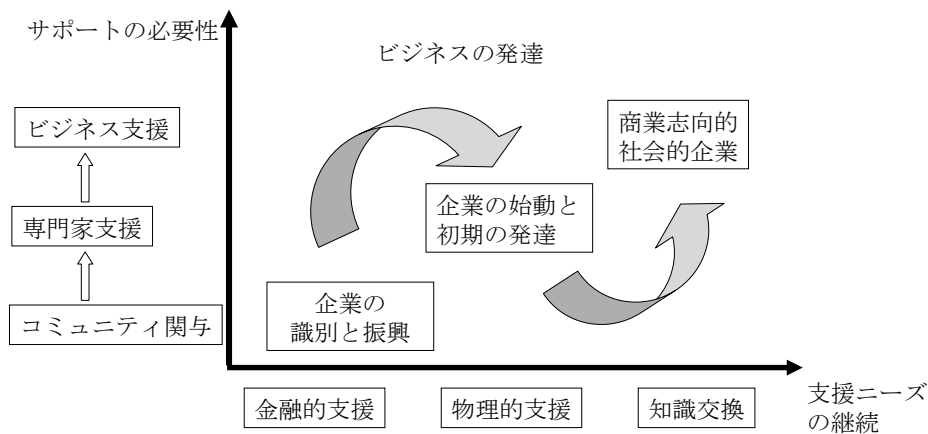 サポートの必要性
ビジネスの発達
ビジネス支援
商業志向的
社会的企業
専門家支援
企業の始動と
初期の発達
コミュニティ関与
企業の
識別と振興
金融的支援
物理的支援
知識交換
支援ニーズ
の継続